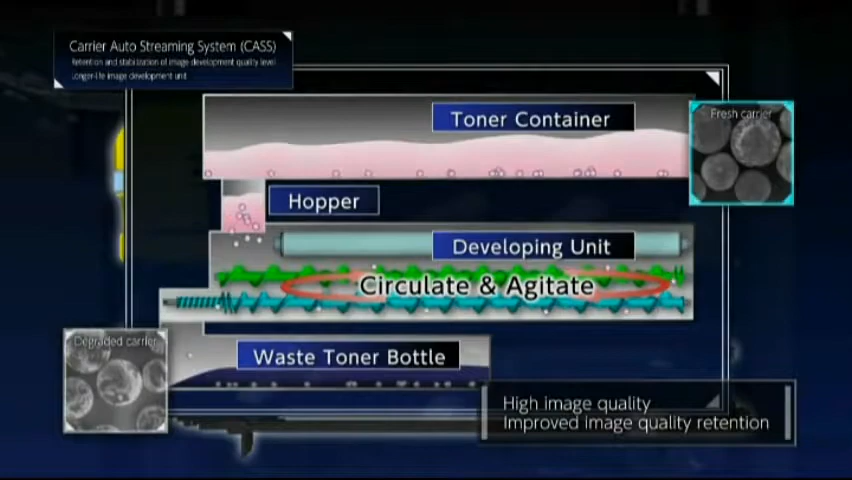 Carrier Auto Streaming System (CASS)
Retention and stabilization of image development quality level
Longer-life image development unit
Toner Container
Fresh carrier
Hopper
Developing Unit
Circulate & Agitate
Degraded carrier
Waste Toner Bottle
High image quality
Improved image quality retention